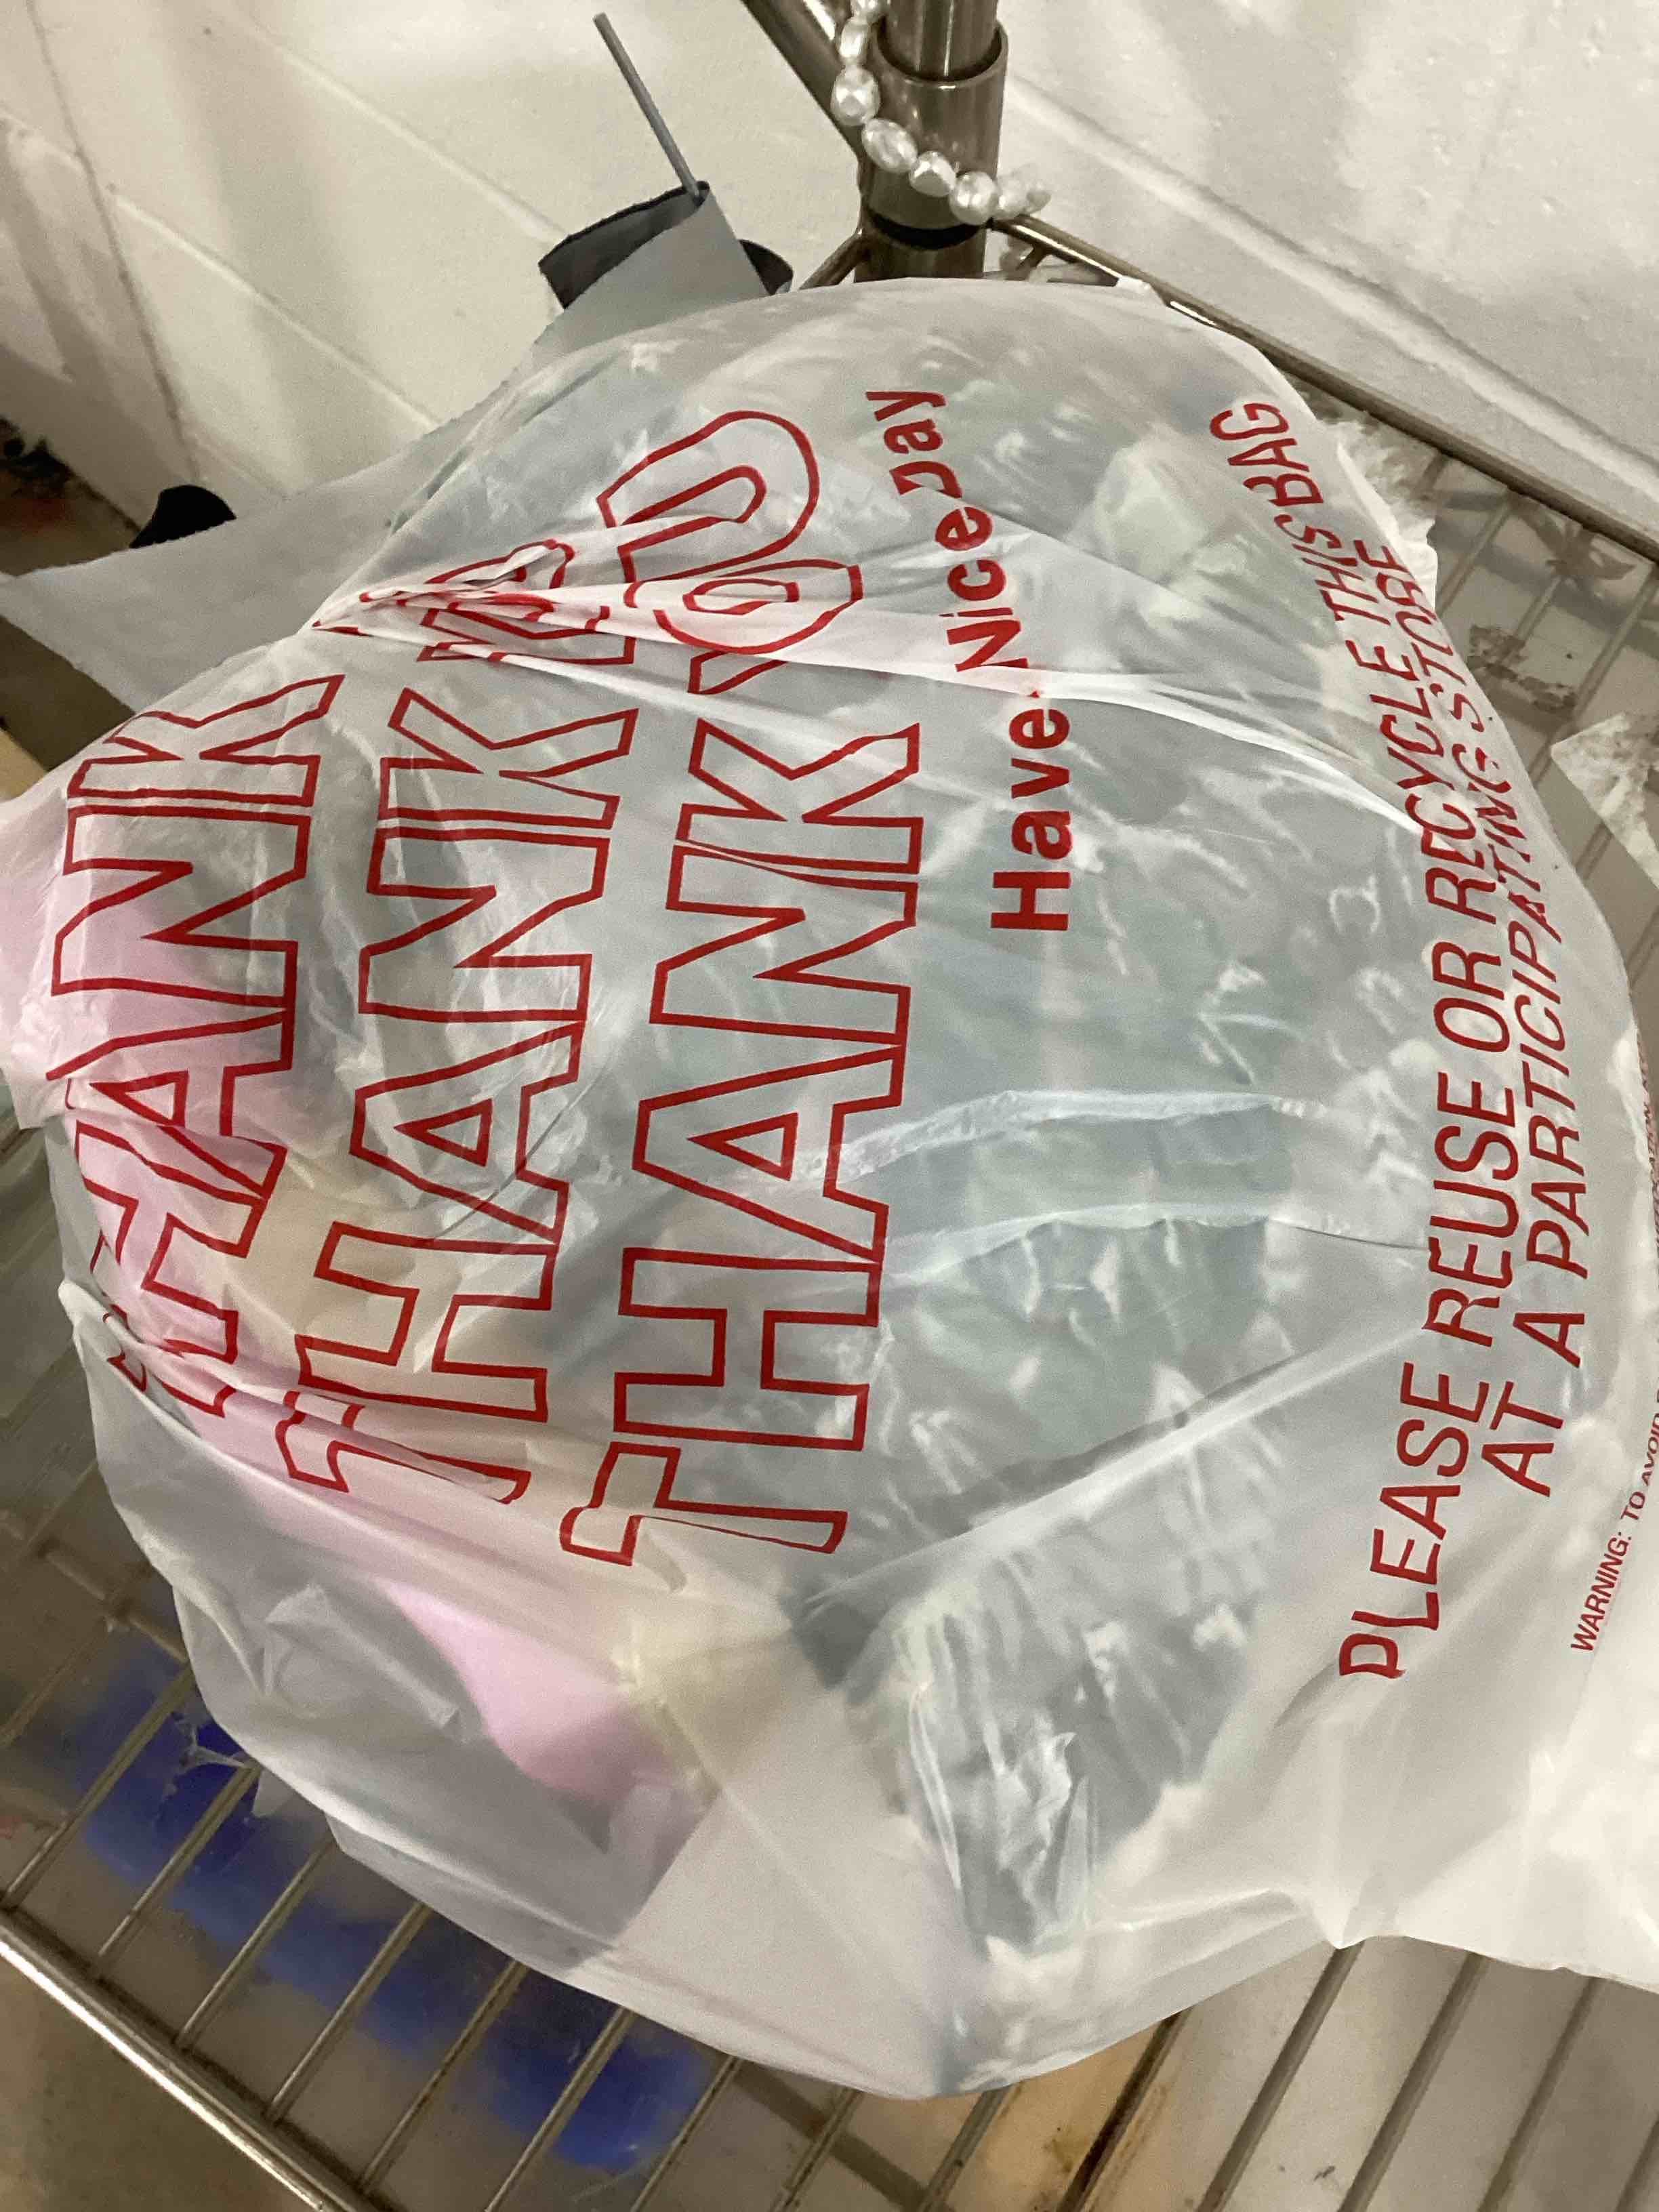 THANK
THANK YOU
THANK YOU
Have Nice Day
PLEASE REUSE OR RECYCLE THIS BAG
AT A PARTICIPATING STORE
WARNING: TO AVOID